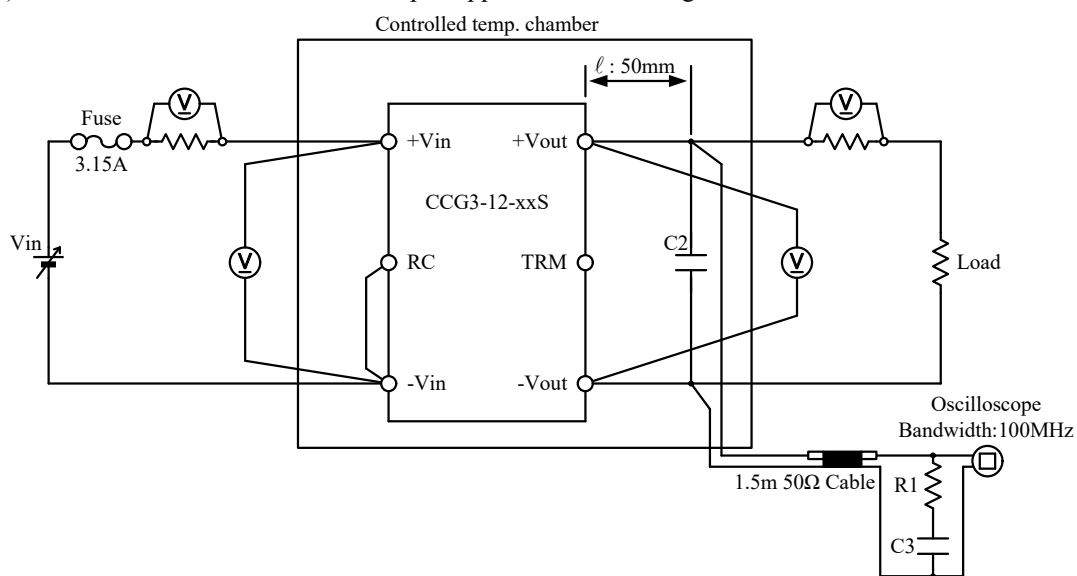 Controlled temp. chamber
ℓ : 50mm
V
V
Fuse
3.15A
+Vin
+Vout
CCG3-12-xxS
Vin
V
RC
TRM
C2
V
Load
-Vin
-Vout
Oscilloscope
Bandwidth:100MHz
1.5m 50Ω Cable
R1
C3